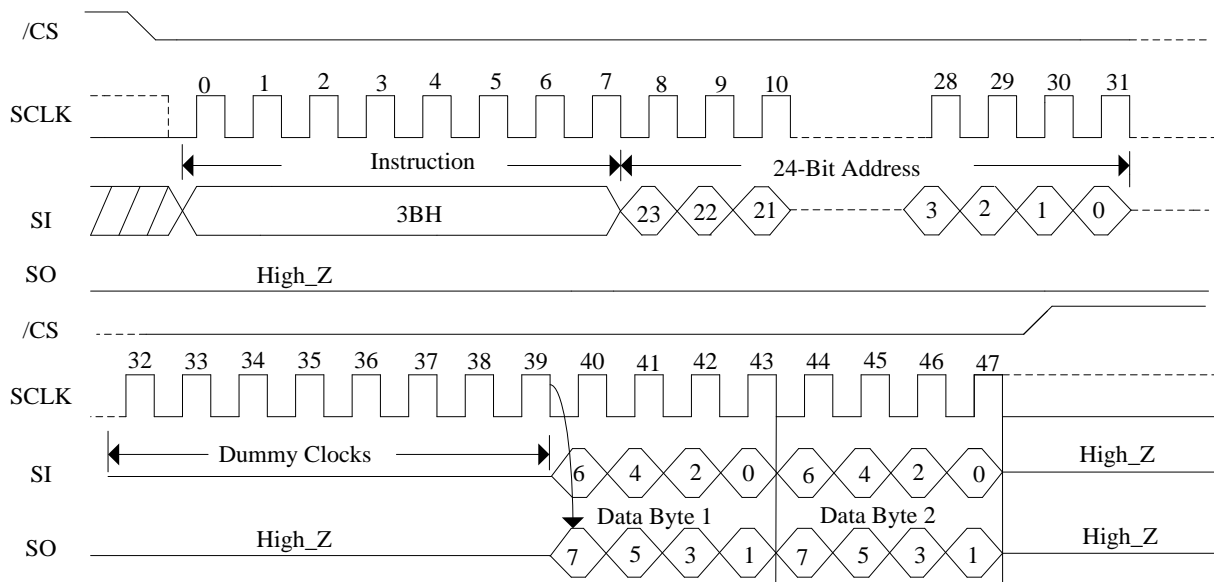 /CS
0 1 2 3 4 5 6 7 8 9 10 28 29 30 31
SCLK
Instruction 24-Bit Address
SI 3BH 23 22 21 3 2 1 0
SO High_Z
/CS
32 33 34 35 36 37 38 39 40 41 42 43 44 45 46 47
SCLK
Dummy Clocks
SI 6 4 2 0 6 4 2 0 High_Z
Data Byte 1 Data Byte 2
SO High_Z 7 5 3 1 7 5 3 1 High_Z